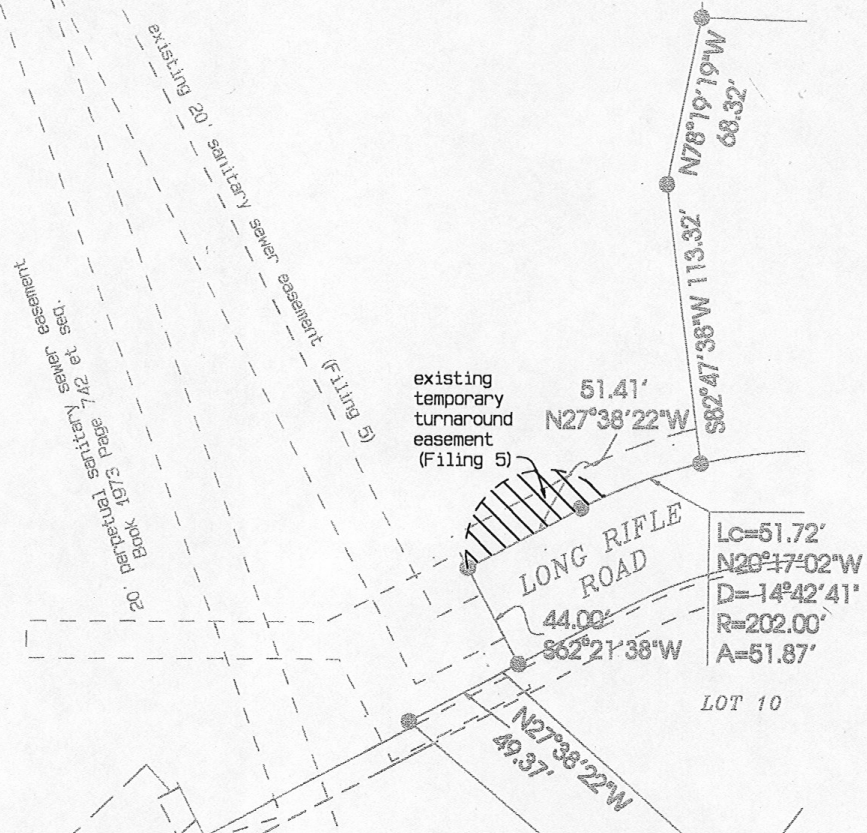 existing 20' sanitary sewer easement (Filing 5)
20' perpetual sanitary sewer easement
Book 1973 Page 742 et seq.
N78°19'19"W
68.32'
S82°47'38"W 113.32'
existing
temporary
turnaround
easement
(Filing 5)
51.41'
N27°38'22"W
LONG RIFLE
ROAD
44.00'
S62°21'38"W
Lc=51.72'
N20°17'02"W
D=14°42'41"
R=202.00'
A=51.87'
LOT 10
N27°38'22"W
49.37'